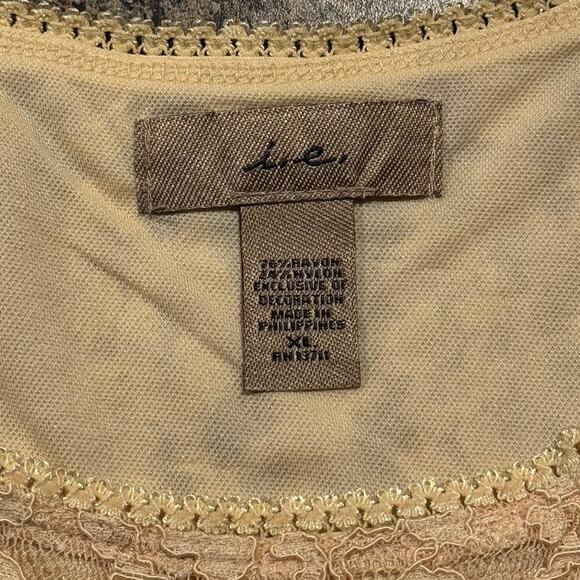 i.e.
76% RAYON
24% NYLON
EXCLUSIVE OF
DECORATION
MADE IN
PHILIPPINES
XL
RN 13711